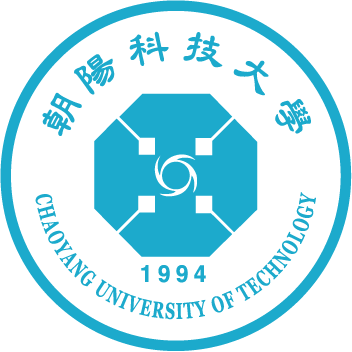 朝陽科技大學
1994
CHAOYANG UNIVERSITY OF TECHNOLOGY